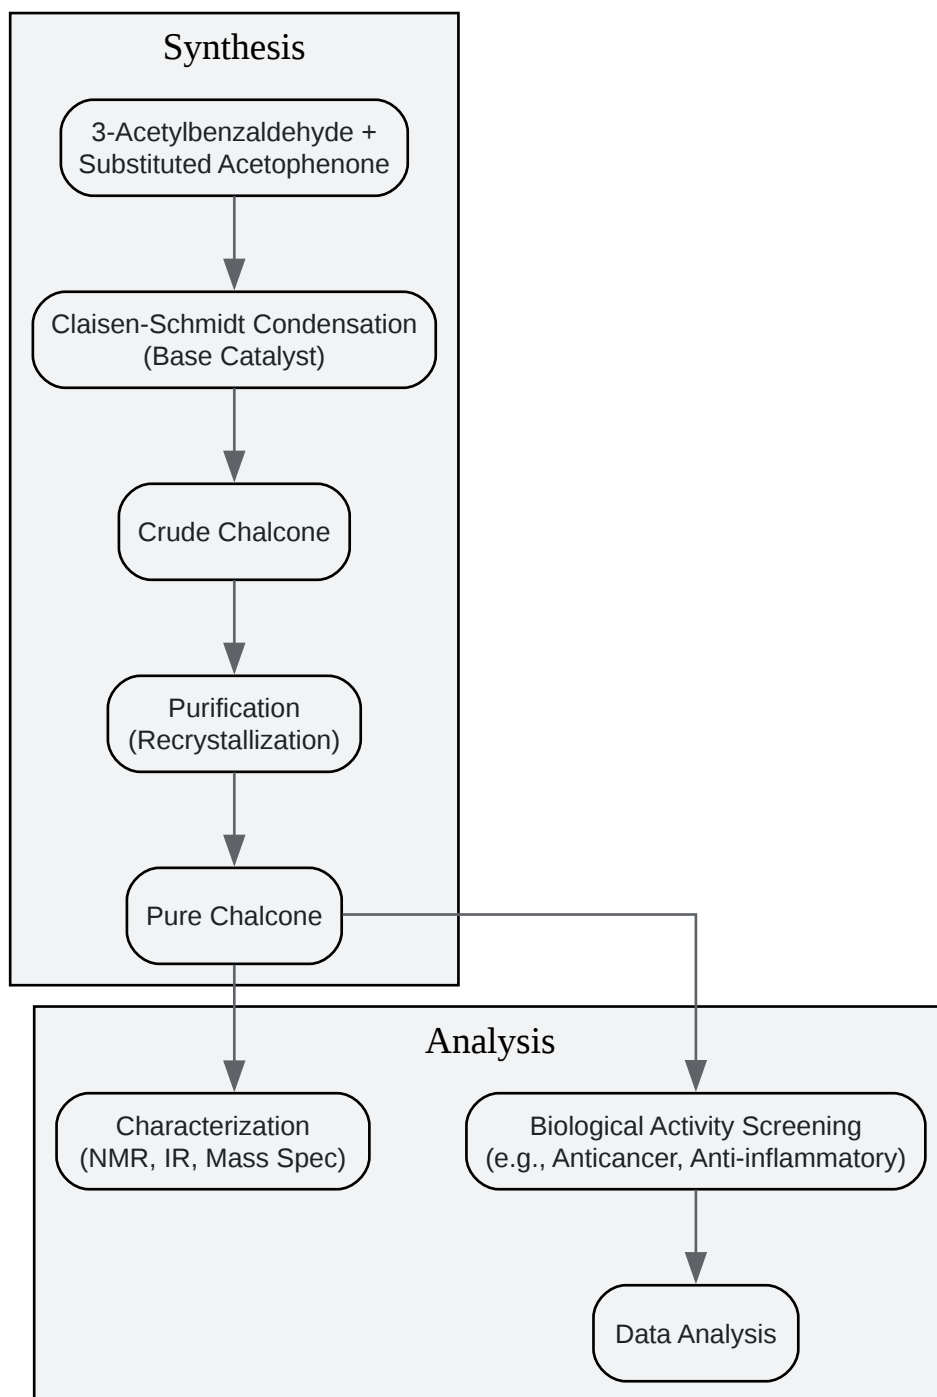 Synthesis
3-Acetylbenzaldehyde +
Substituted Acetophenone
Claisen-Schmidt Condensation
(Base Catalyst)
Crude Chalcone
Purification
(Recrystallization)
Pure Chalcone
Analysis
Characterization
(NMR, IR, Mass Spec)
Biological Activity Screening
(e.g., Anticancer, Anti-inflammatory)
Data Analysis